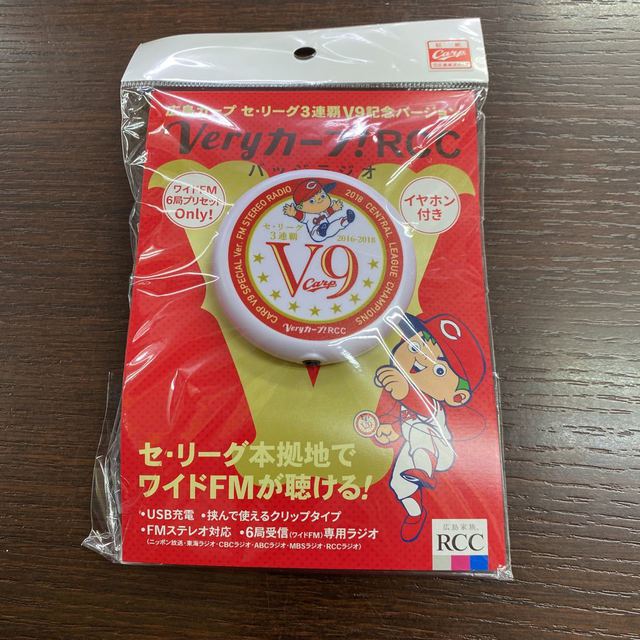 Carp
広島カープ セ・リーグ3連覇V9記念バージョン
Veryカープ!RCC
バッジラジオ
ワイドFM
6局プリセット
Only!
イヤホン
付き
CARP V9 SPECIAL Ver. FM STEREO RADIO
2018 CENTRAL LEAGUE CHAMPIONS
セ・リーグ
3連覇
2016-2018
V9
Carp
Veryカープ!RCC
セ・リーグ本拠地で
ワイドFMが聴ける!
・USB充電 ・挟んで使えるクリップタイプ
・FMステレオ対応 ・6局受信(ワイドFM)専用ラジオ
(ニッポン放送・東海ラジオ・CBCラジオ・ABCラジオ・MBSラジオ・RCCラジオ)
広島家族。
RCC